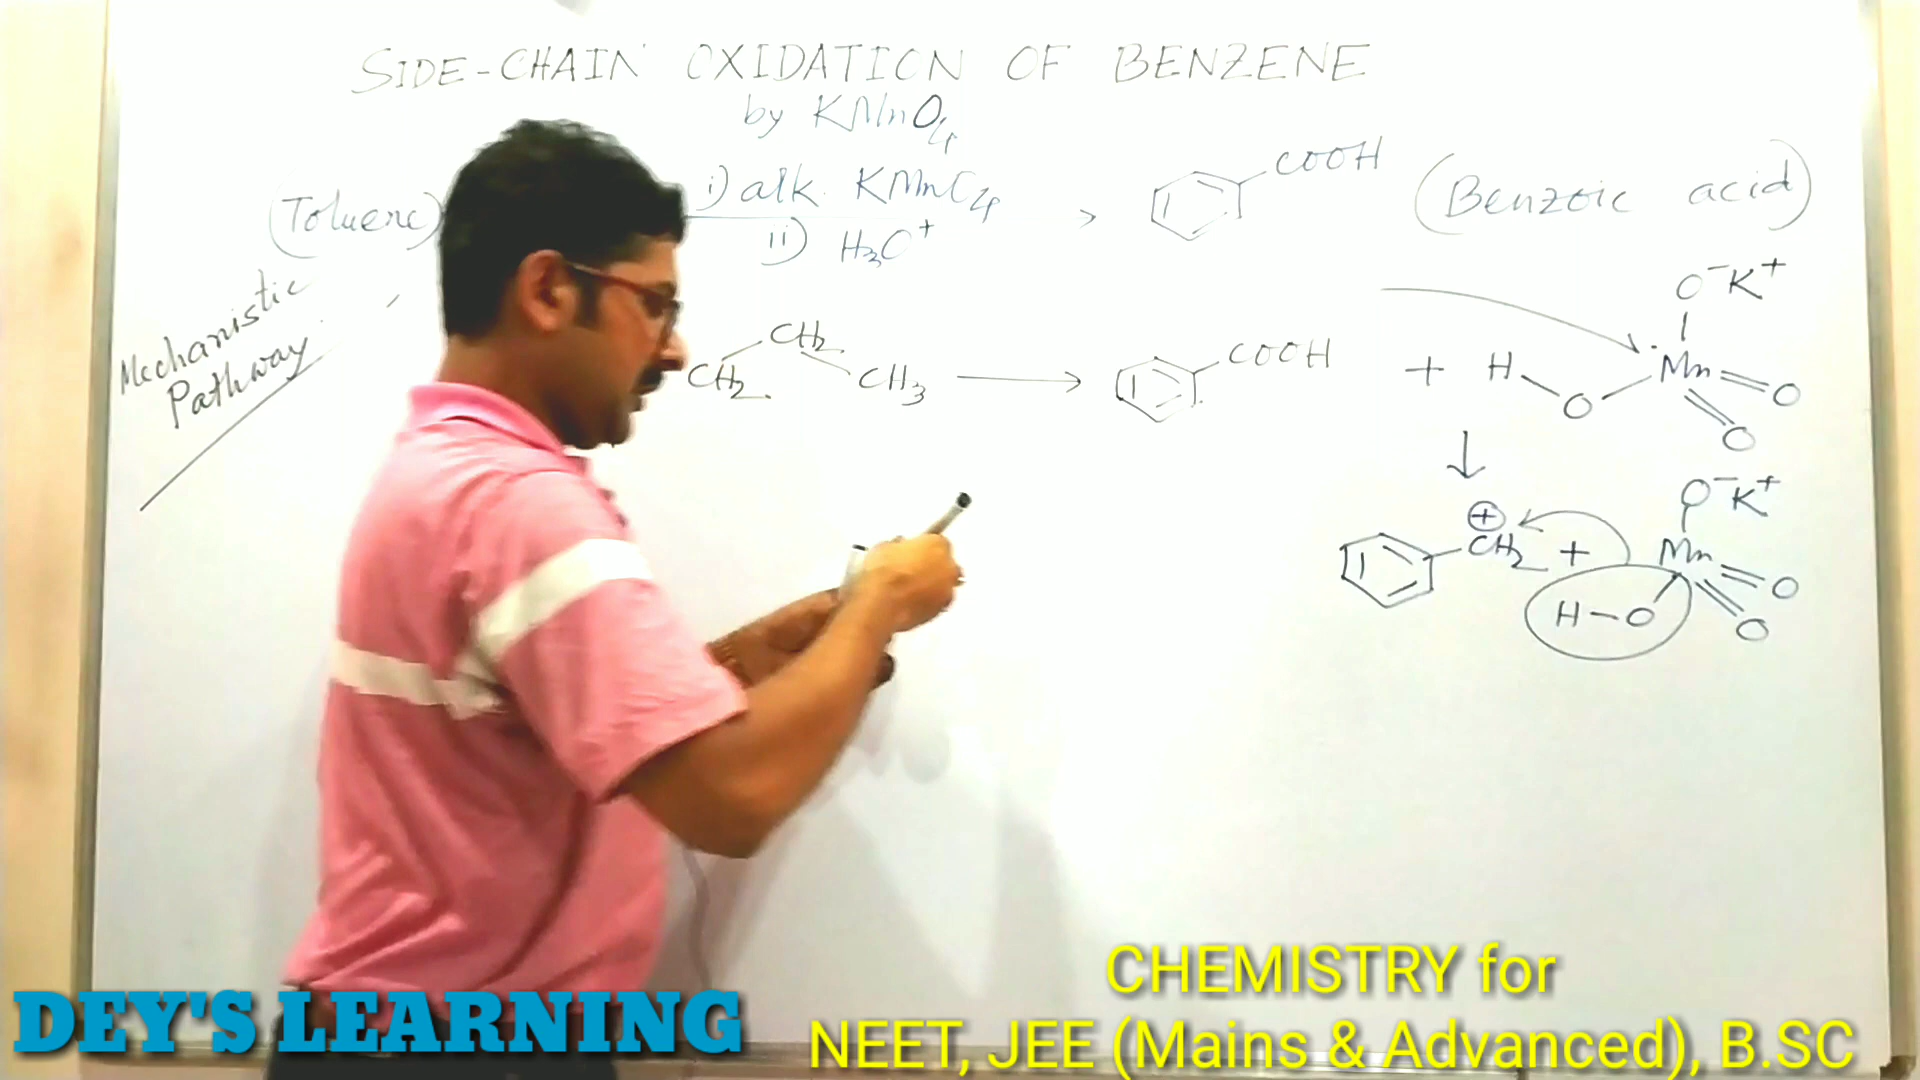 SIDE-CHAIN OXIDATION OF BENZENE
by KMnO4
(Toluene) i) alk. KMnO4 → COOH (Benzoic acid)
ii) H3O+
Mechanistic
Pathway
CH2 CH2 CH3 → COOH + H O Mn O O O-K+
↓
⊕
CH2 + H-O Mn O O O-K+
DEY'S LEARNING
CHEMISTRY for
NEET, JEE (Mains & Advanced), B.SC